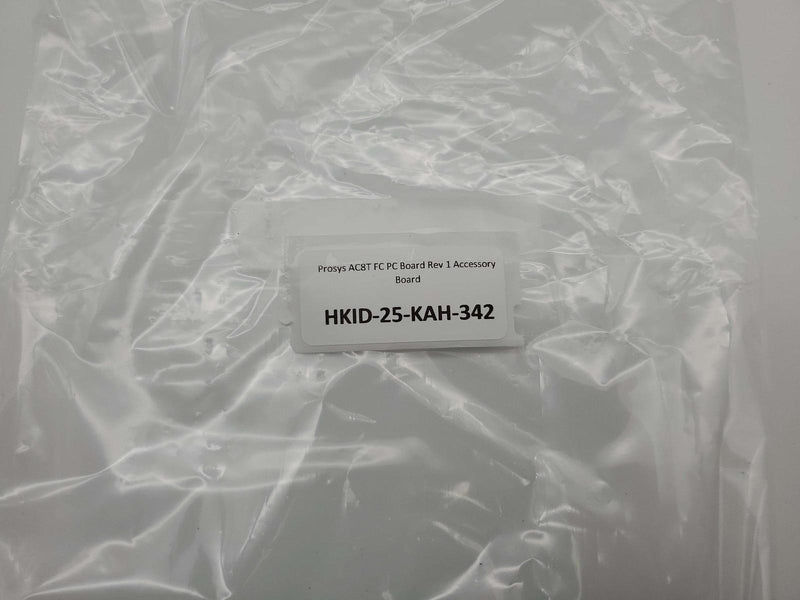 Prosys AC8T FC PC Board Rev 1 Accessory
Board
HKID-25-KAH-342